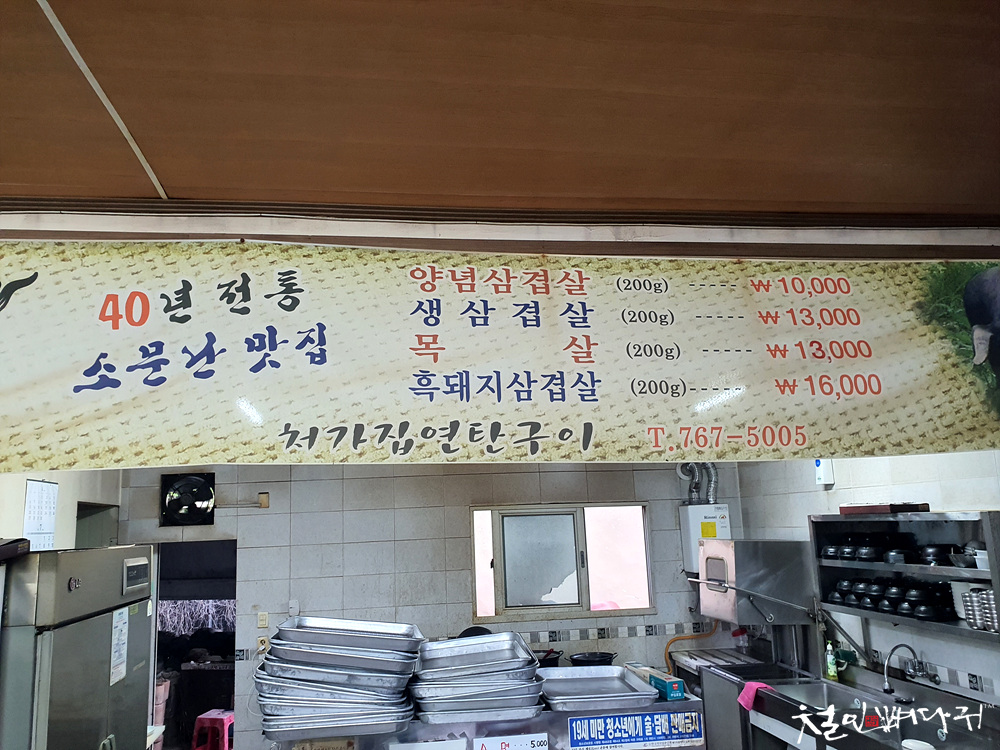 40년 전통
소문난 맛집
양념삼겹살 (200g) ----- ₩ 10,000
생삼겹살 (200g) ----- ₩ 13,000
목살 (200g) ----- ₩ 13,000
흑돼지삼겹살 (200g)----- ₩ 16,000
처가집연탄구이 T.767-5005
19세 미만 청소년에게 술·담배 판매금지
5,000